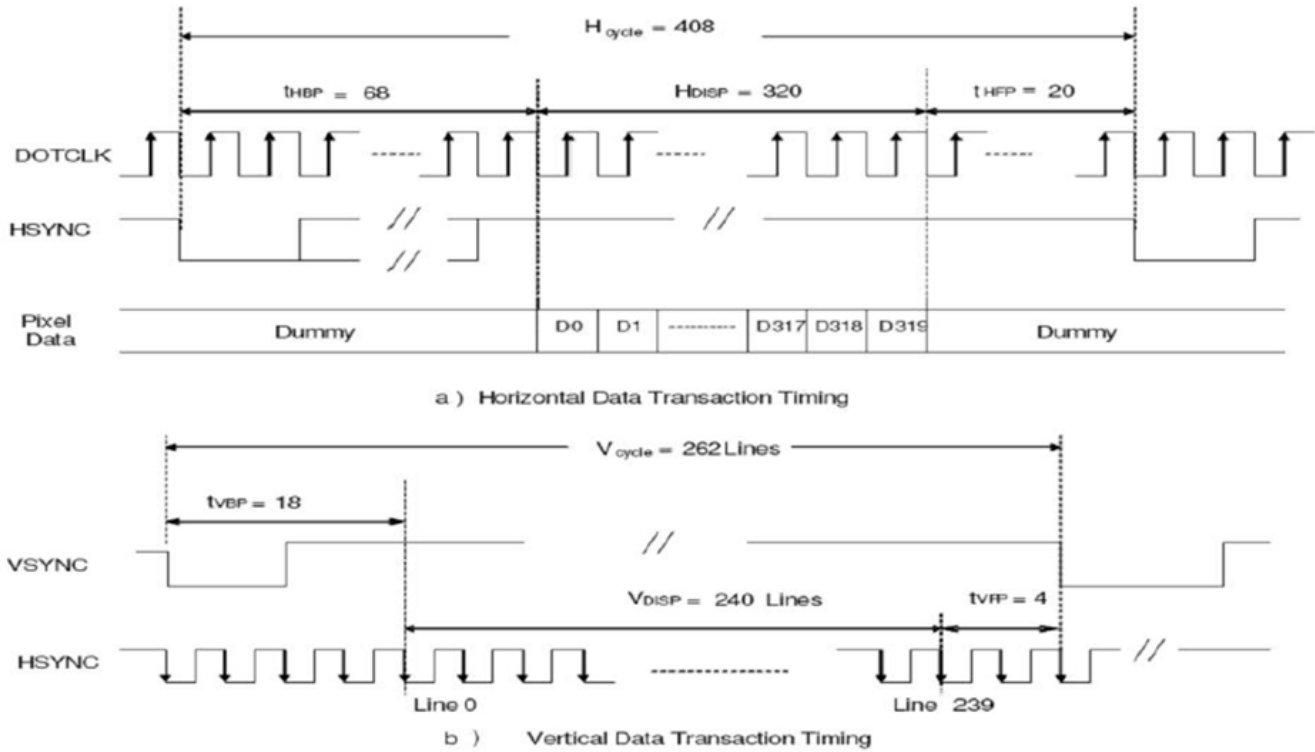 H cycle = 408
tHBP = 68
HDISP = 320
tHFP = 20
DOTCLK
HSYNC
Pixel Data
Dummy
D0
D1
D317
D318
D319
Dummy
a ) Horizontal Data Transaction Timing
V cycle = 262 Lines
tVBP = 18
VSYNC
VDISP = 240 Lines
tVFP = 4
HSYNC
Line 0
Line 239
b ) Vertical Data Transaction Timing